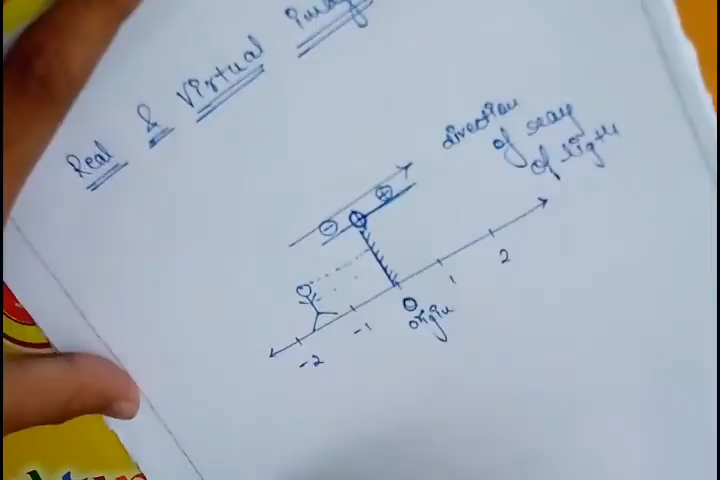 Real & Virtual
direction
of ray
of light
⊖ ⊕
-2 -1 O 1 2
origin